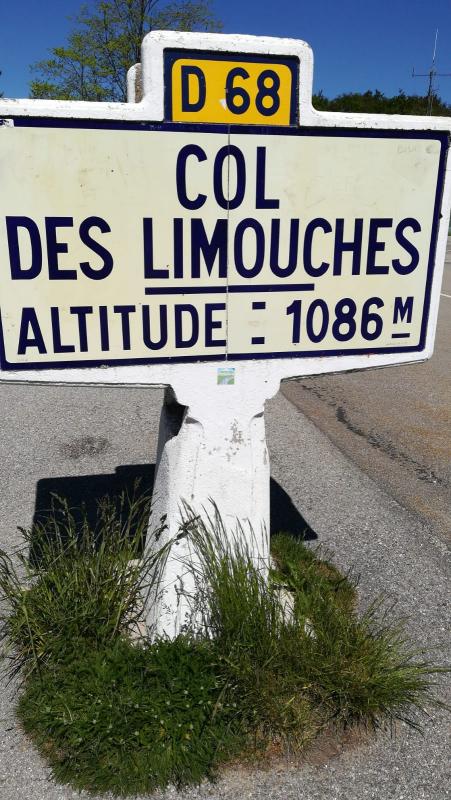 D 68
COL
DES LIMOUCHES
ALTITUDE : 1086 M